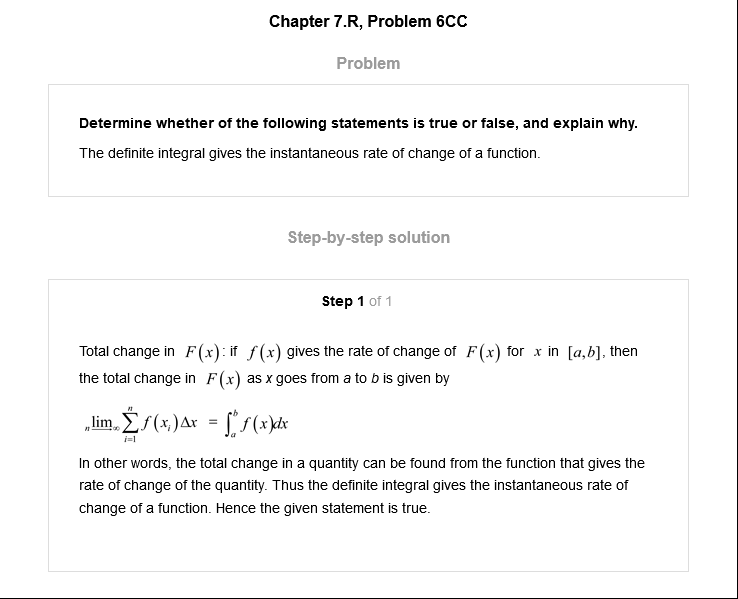 Chapter 7.R, Problem 6CC
Problem
Determine whether of the following statements is true or false, and explain why.
The definite integral gives the instantaneous rate of change of a function.
Step-by-step solution
Step 1 of 1
Total change in F(x): if f(x) gives the rate of change of F(x) for x in [a,b], then
the total change in F(x) as x goes from a to b is given by
lim_{n→∞} ∑_{i=1}^{n} f(x_i)Δx = ∫_a^b f(x)dx
In other words, the total change in a quantity can be found from the function that gives the
rate of change of the quantity. Thus the definite integral gives the instantaneous rate of
change of a function. Hence the given statement is true.